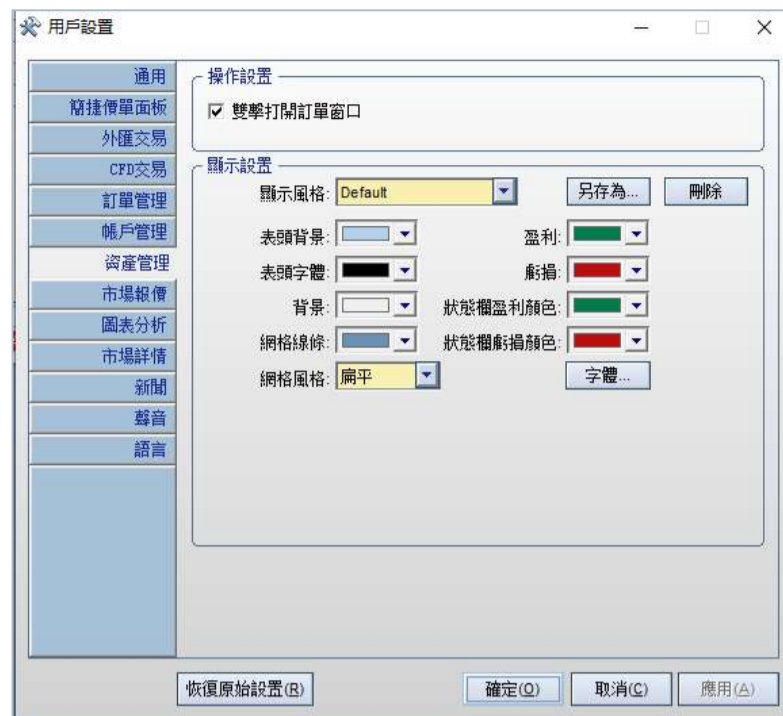 用戶設置
通用
簡捷價單面板
外匯交易
CFD交易
訂單管理
帳戶管理
資產管理
市場報價
圖表分析
市場詳情
新聞
聲音
語言
操作設置
雙擊打開訂單窗口
顯示設置
顯示風格: Default 另存為... 刪除
表頭背景: 盈利:
表頭字體: 虧損:
背景: 狀態欄盈利顏色:
網格線條: 狀態欄虧損顏色:
網格風格: 扁平 字體...
恢復原始設置(R) 確定(O) 取消(C) 應用(A)